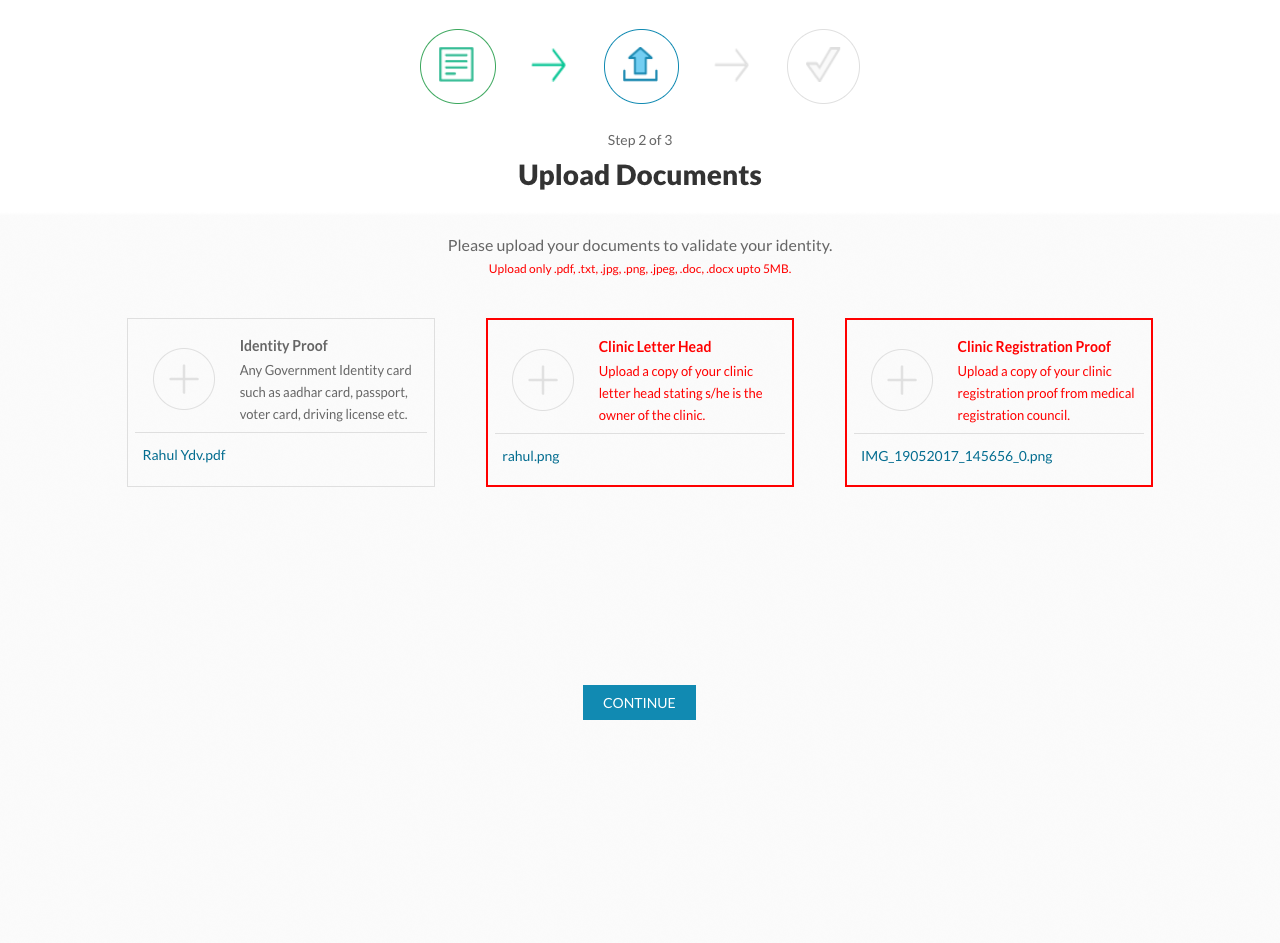 Step 2 of 3
Upload Documents
Please upload your documents to validate your identity.
Upload only .pdf, .txt, .jpg, .png, .jpeg, .doc, .docx upto 5MB.
Identity Proof
Any Government Identity card
such as aadhar card, passport,
voter card, driving license etc.
Rahul Ydv.pdf
Clinic Letter Head
Upload a copy of your clinic
letter head stating s/he is the
owner of the clinic.
rahul.png
Clinic Registration Proof
Upload a copy of your clinic
registration proof from medical
registration council.
IMG_19052017_145656_0.png
CONTINUE